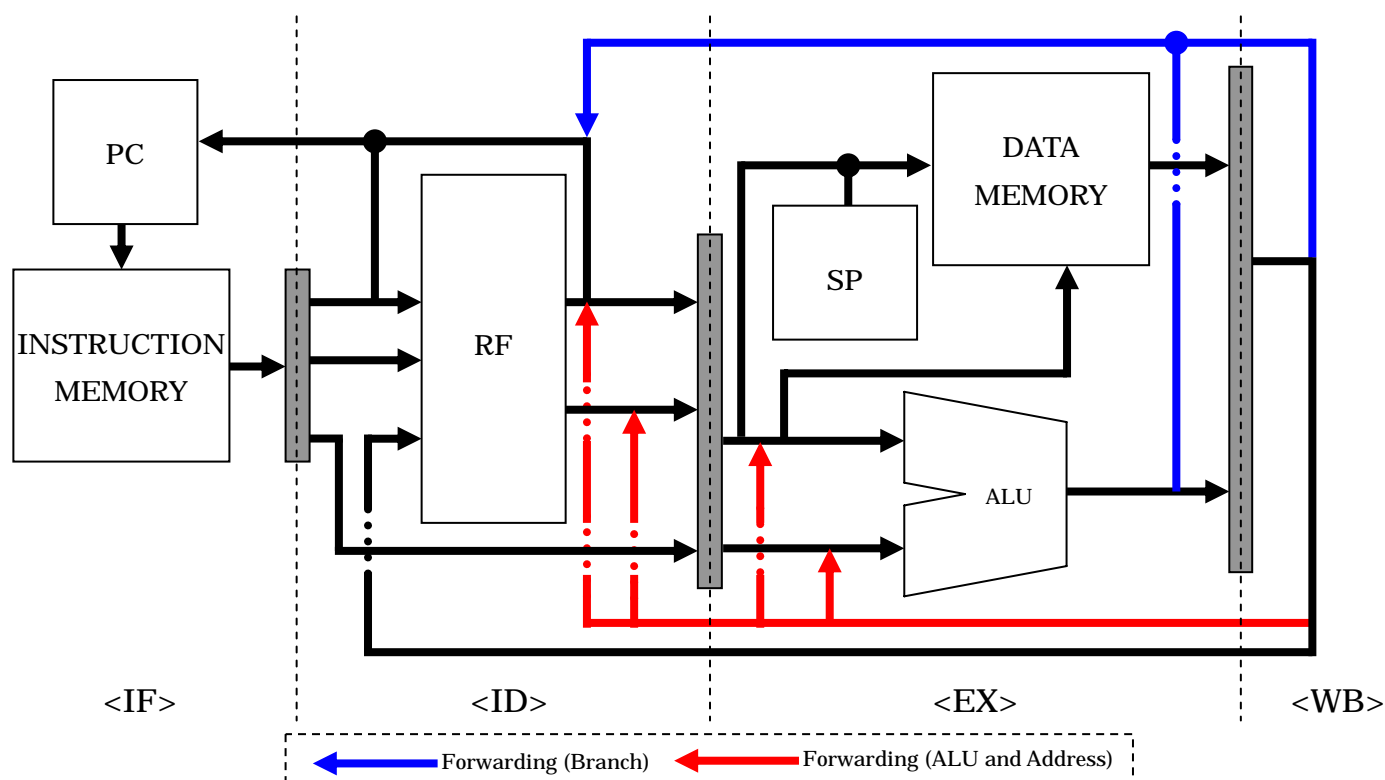 PC
INSTRUCTION
MEMORY
RF
SP
DATA
MEMORY
ALU
<IF>
<ID>
<EX>
<WB>
Forwarding (Branch)
Forwarding (ALU and Address)